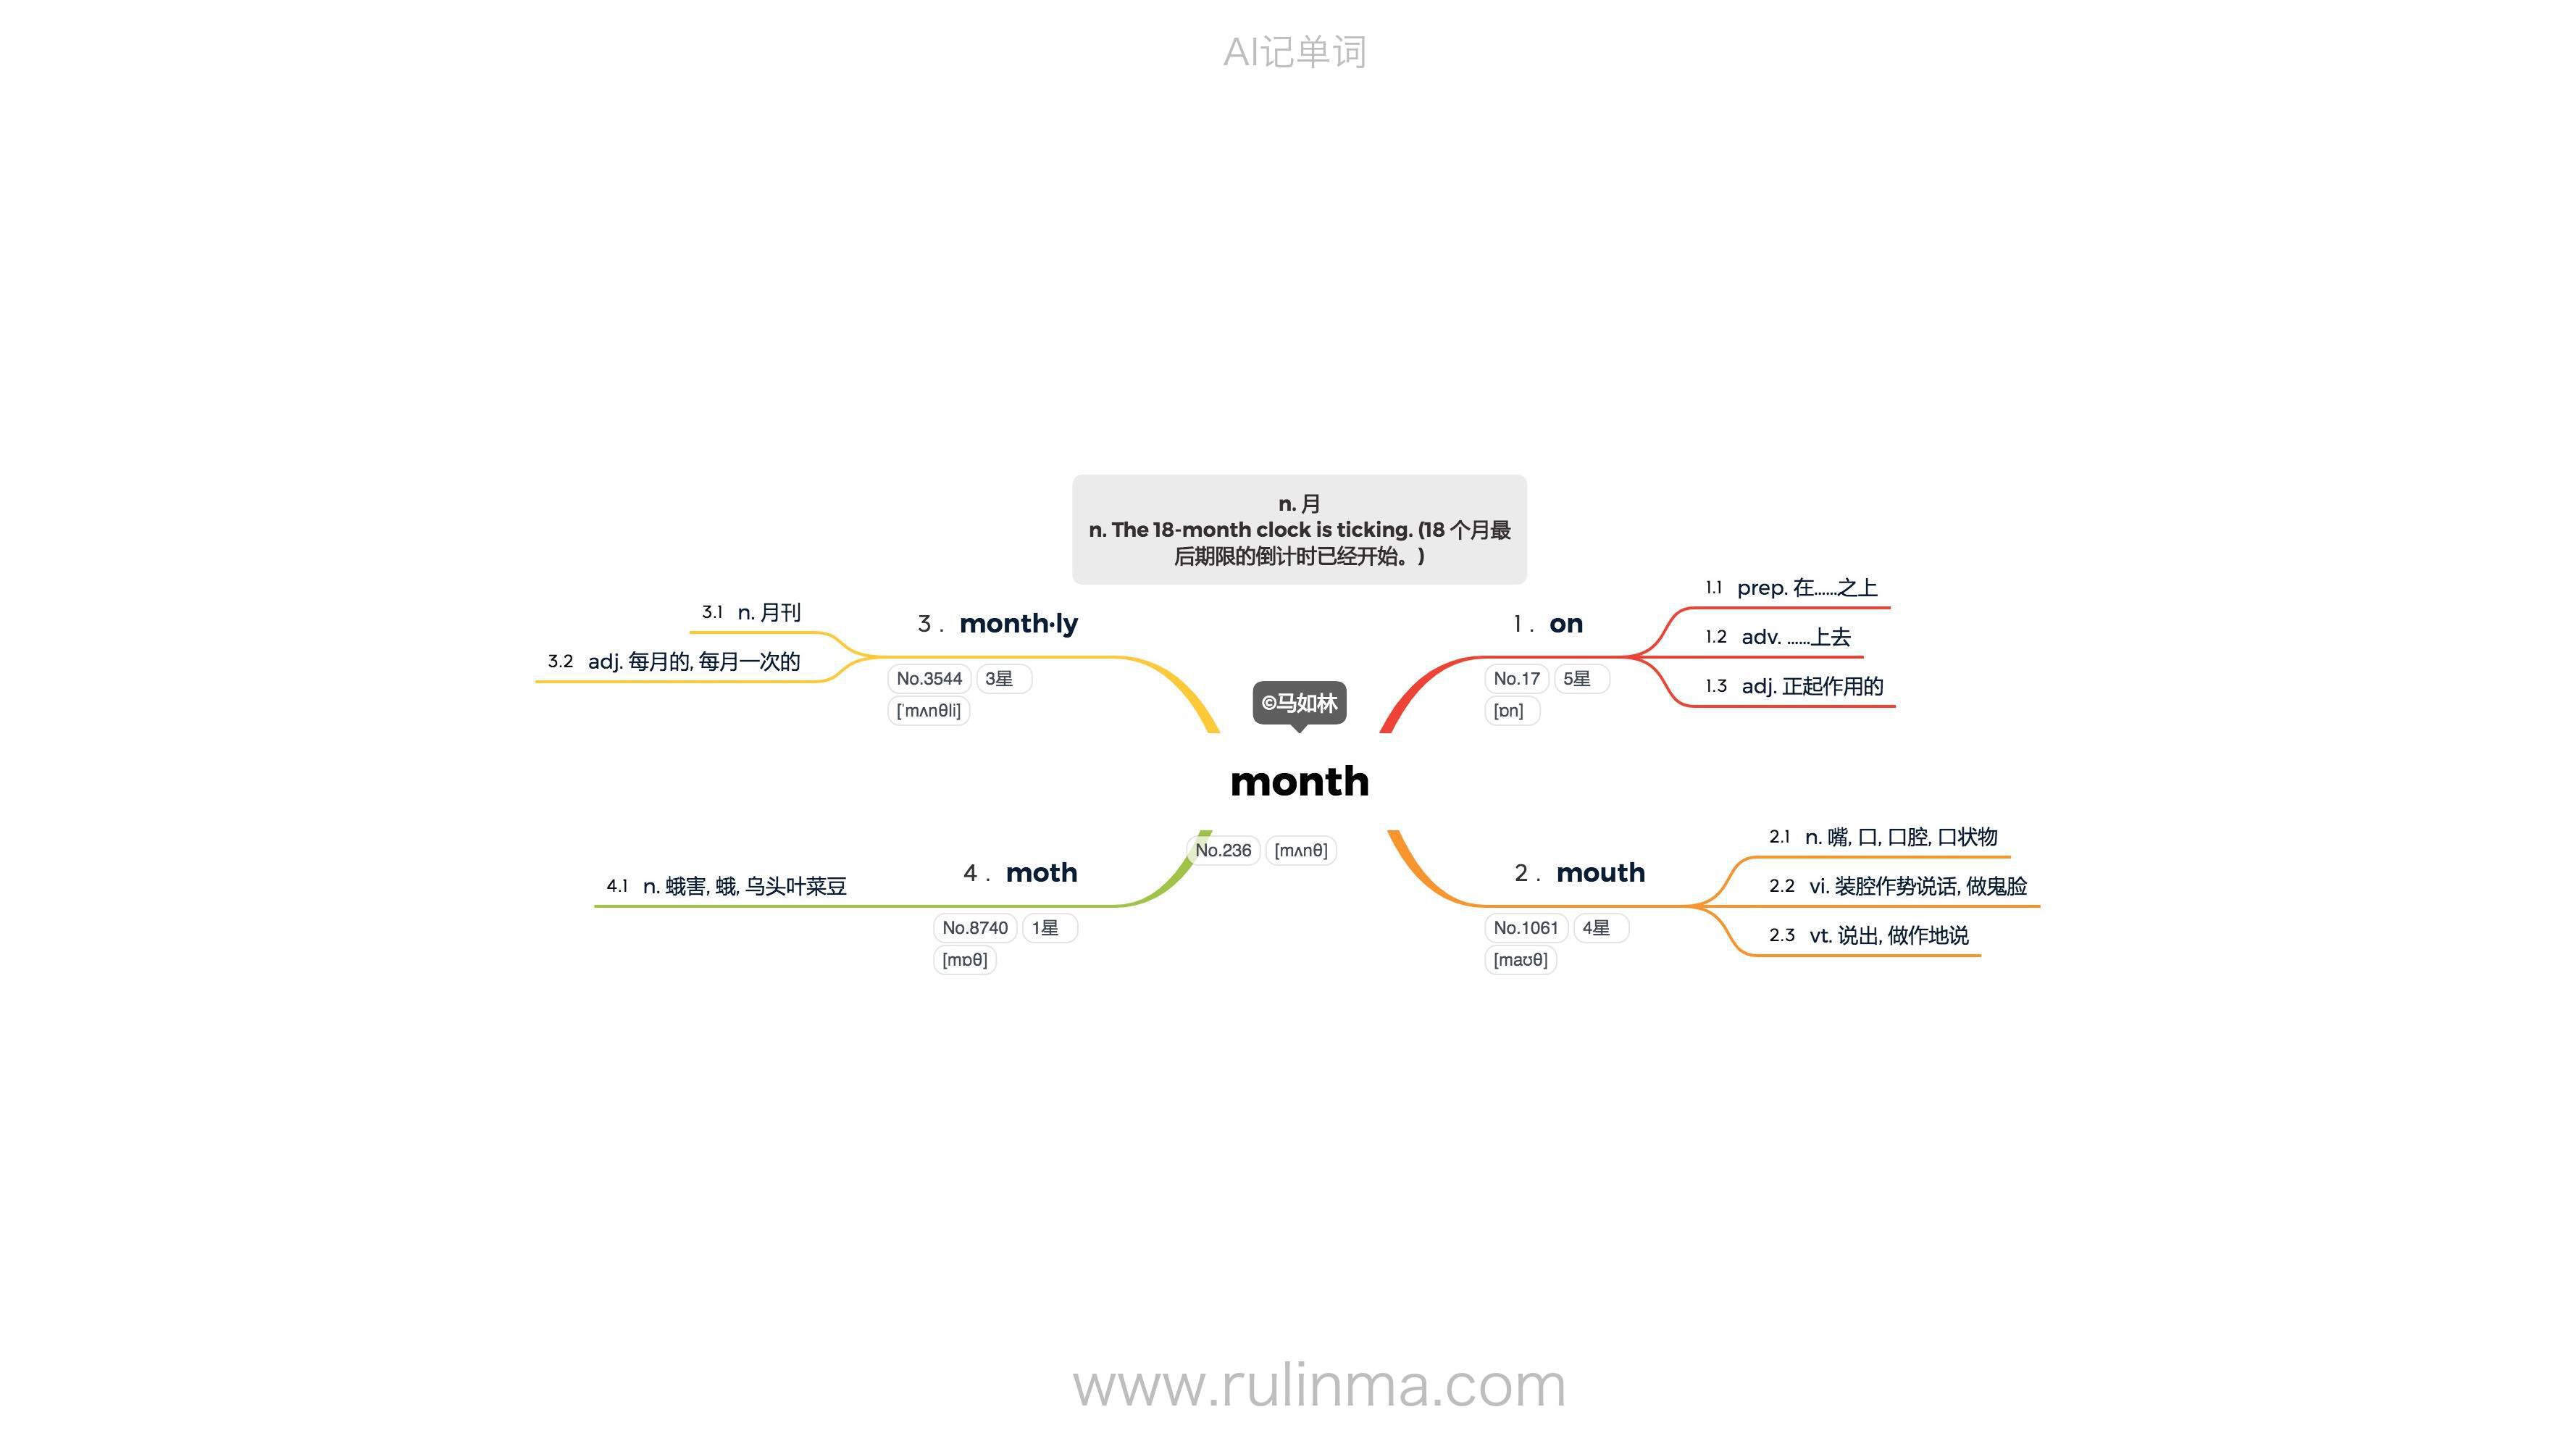 AI记单词
n. 月
n. The 18-month clock is ticking. (18 个月最
后期限的倒计时已经开始。)
©马如林
month
No.236 [mʌnθ]
1 . on
No.17 5星
[ɒn]
1.1 prep. 在......之上
1.2 adv. ......上去
1.3 adj. 正起作用的
2 . mouth
No.1061 4星
[maʊθ]
2.1 n. 嘴, 口, 口腔, 口状物
2.2 vi. 装腔作势说话, 做鬼脸
2.3 vt. 说出, 做作地说
3 . month·ly
No.3544 3星
[ˈmʌnθli]
3.1 n. 月刊
3.2 adj. 每月的, 每月一次的
4 . moth
No.8740 1星
[mɒθ]
4.1 n. 蛾害, 蛾, 乌头叶菜豆
www.rulinma.com